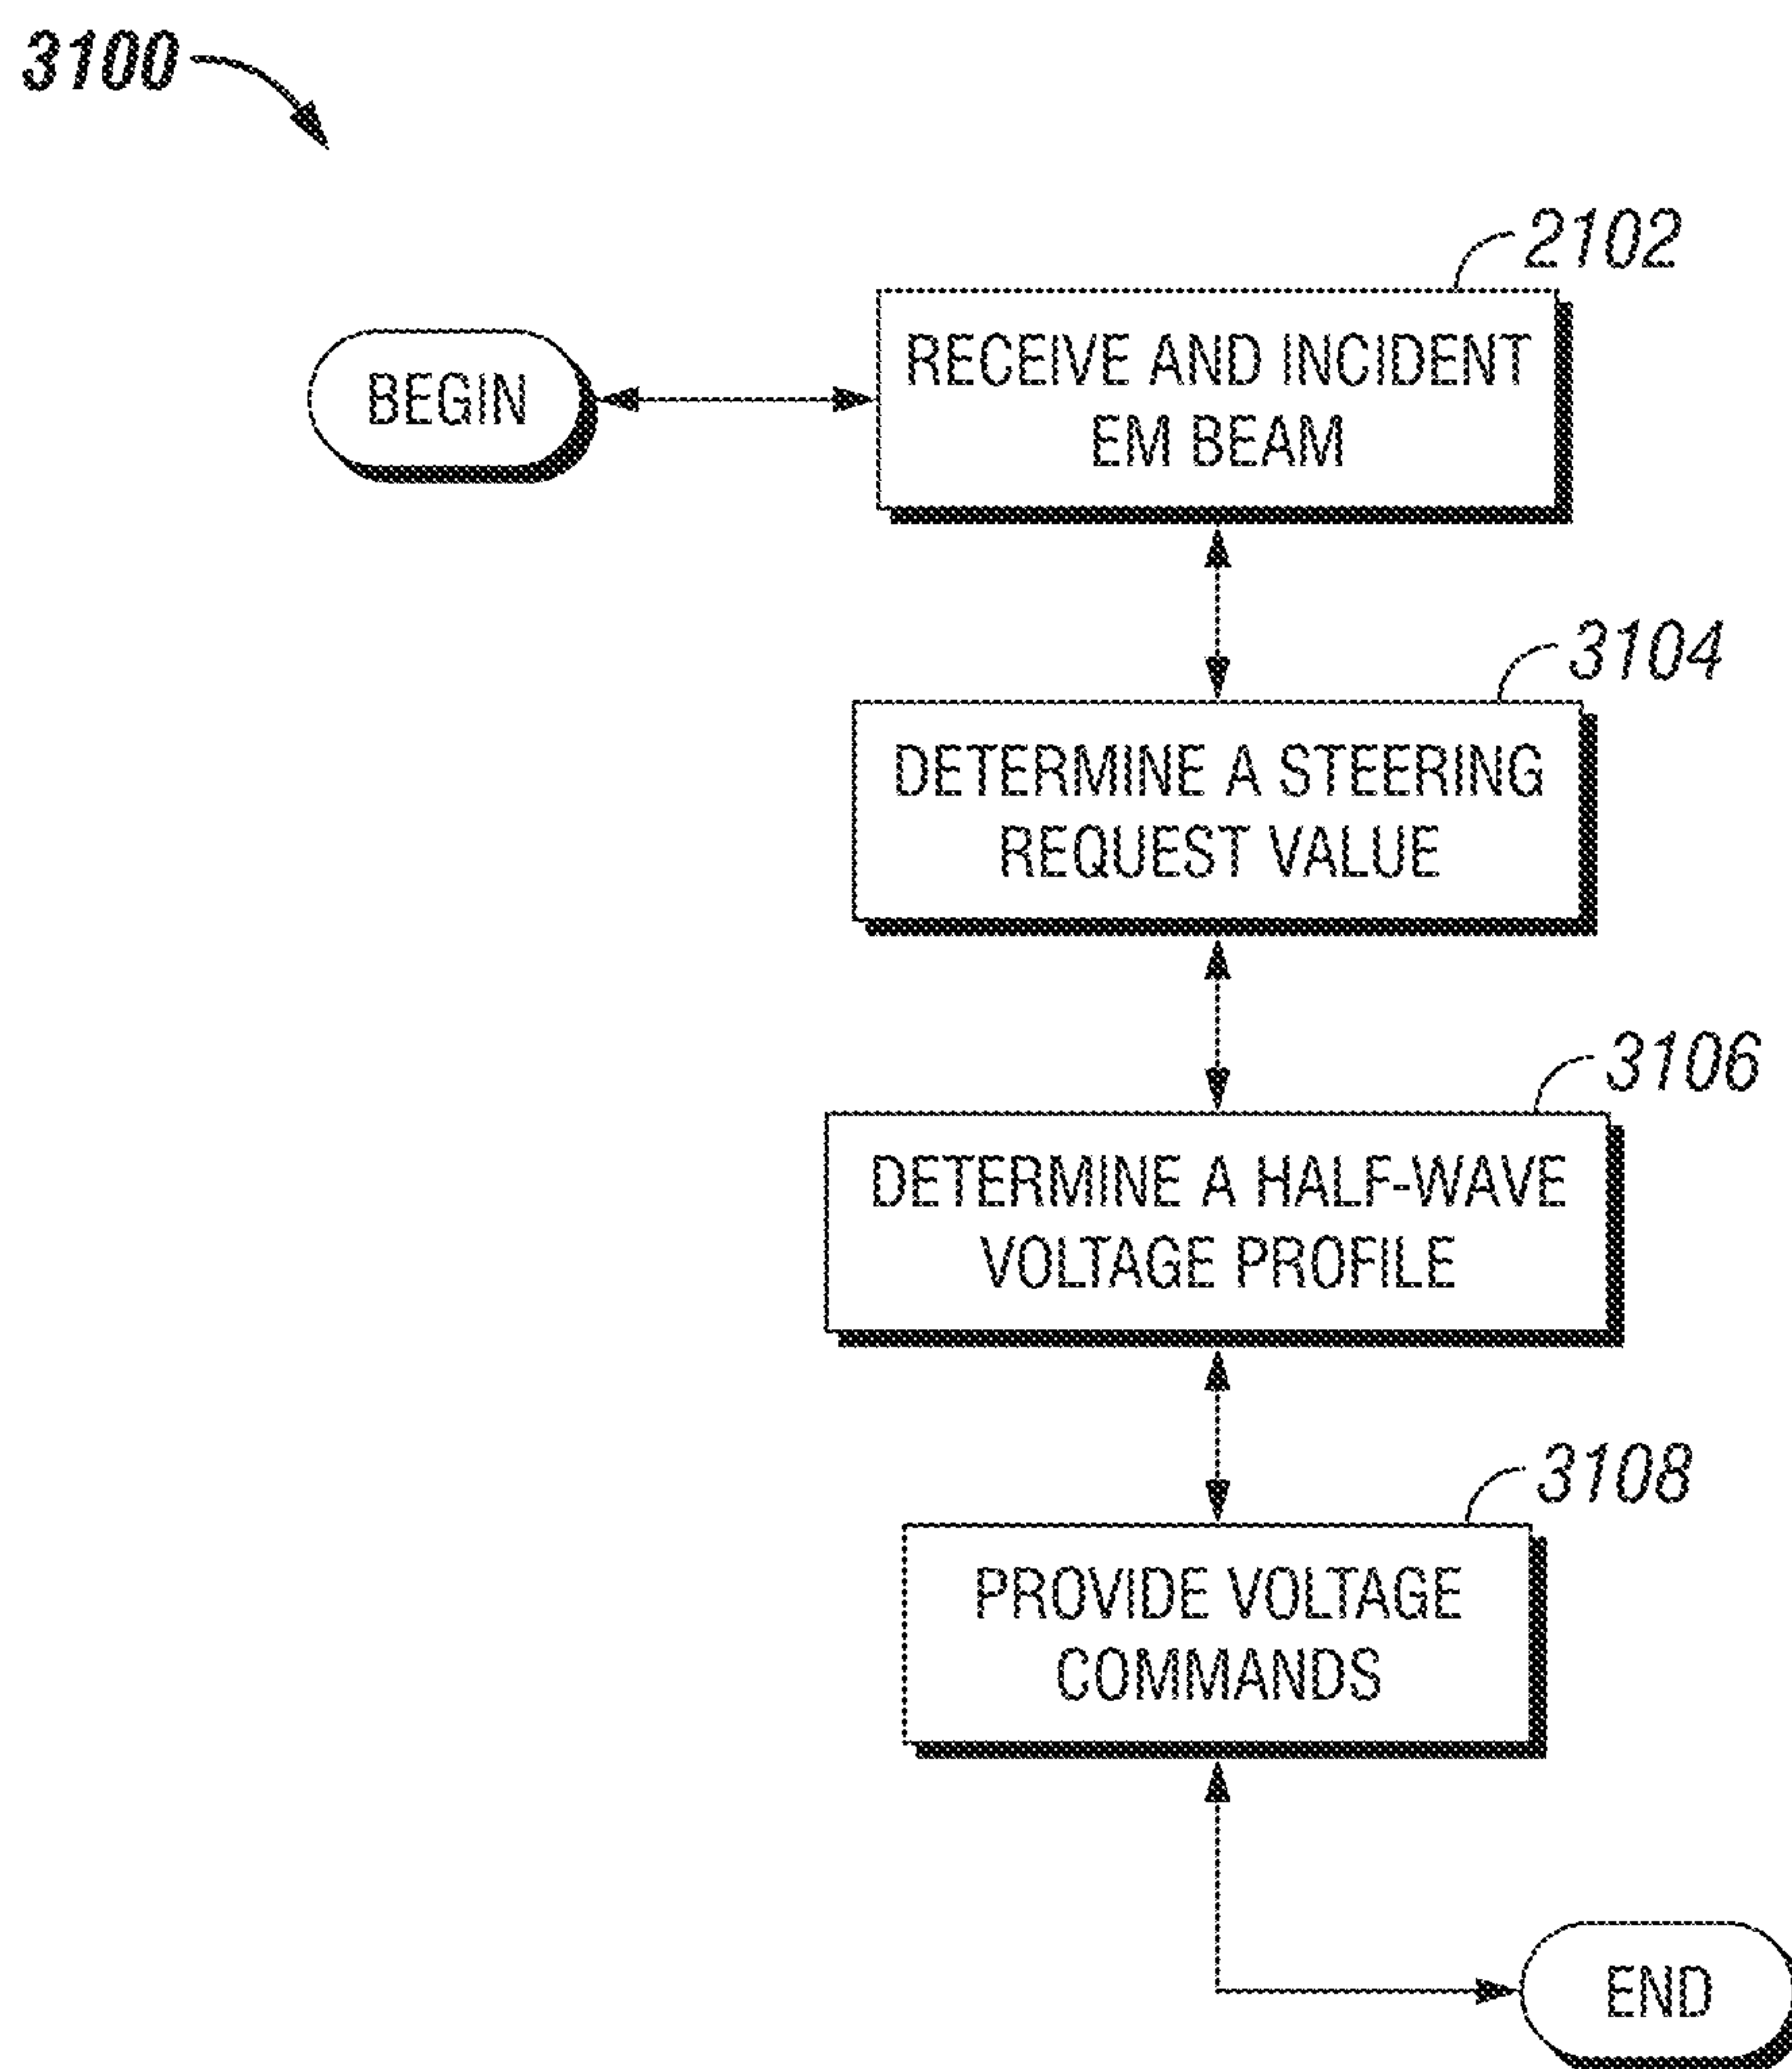 3100
2102
BEGIN
RECEIVE AND INCIDENT
EM BEAM
3104
DETERMINE A STEERING
REQUEST VALUE
3106
DETERMINE A HALF-WAVE
VOLTAGE PROFILE
3108
PROVIDE VOLTAGE
COMMANDS
END